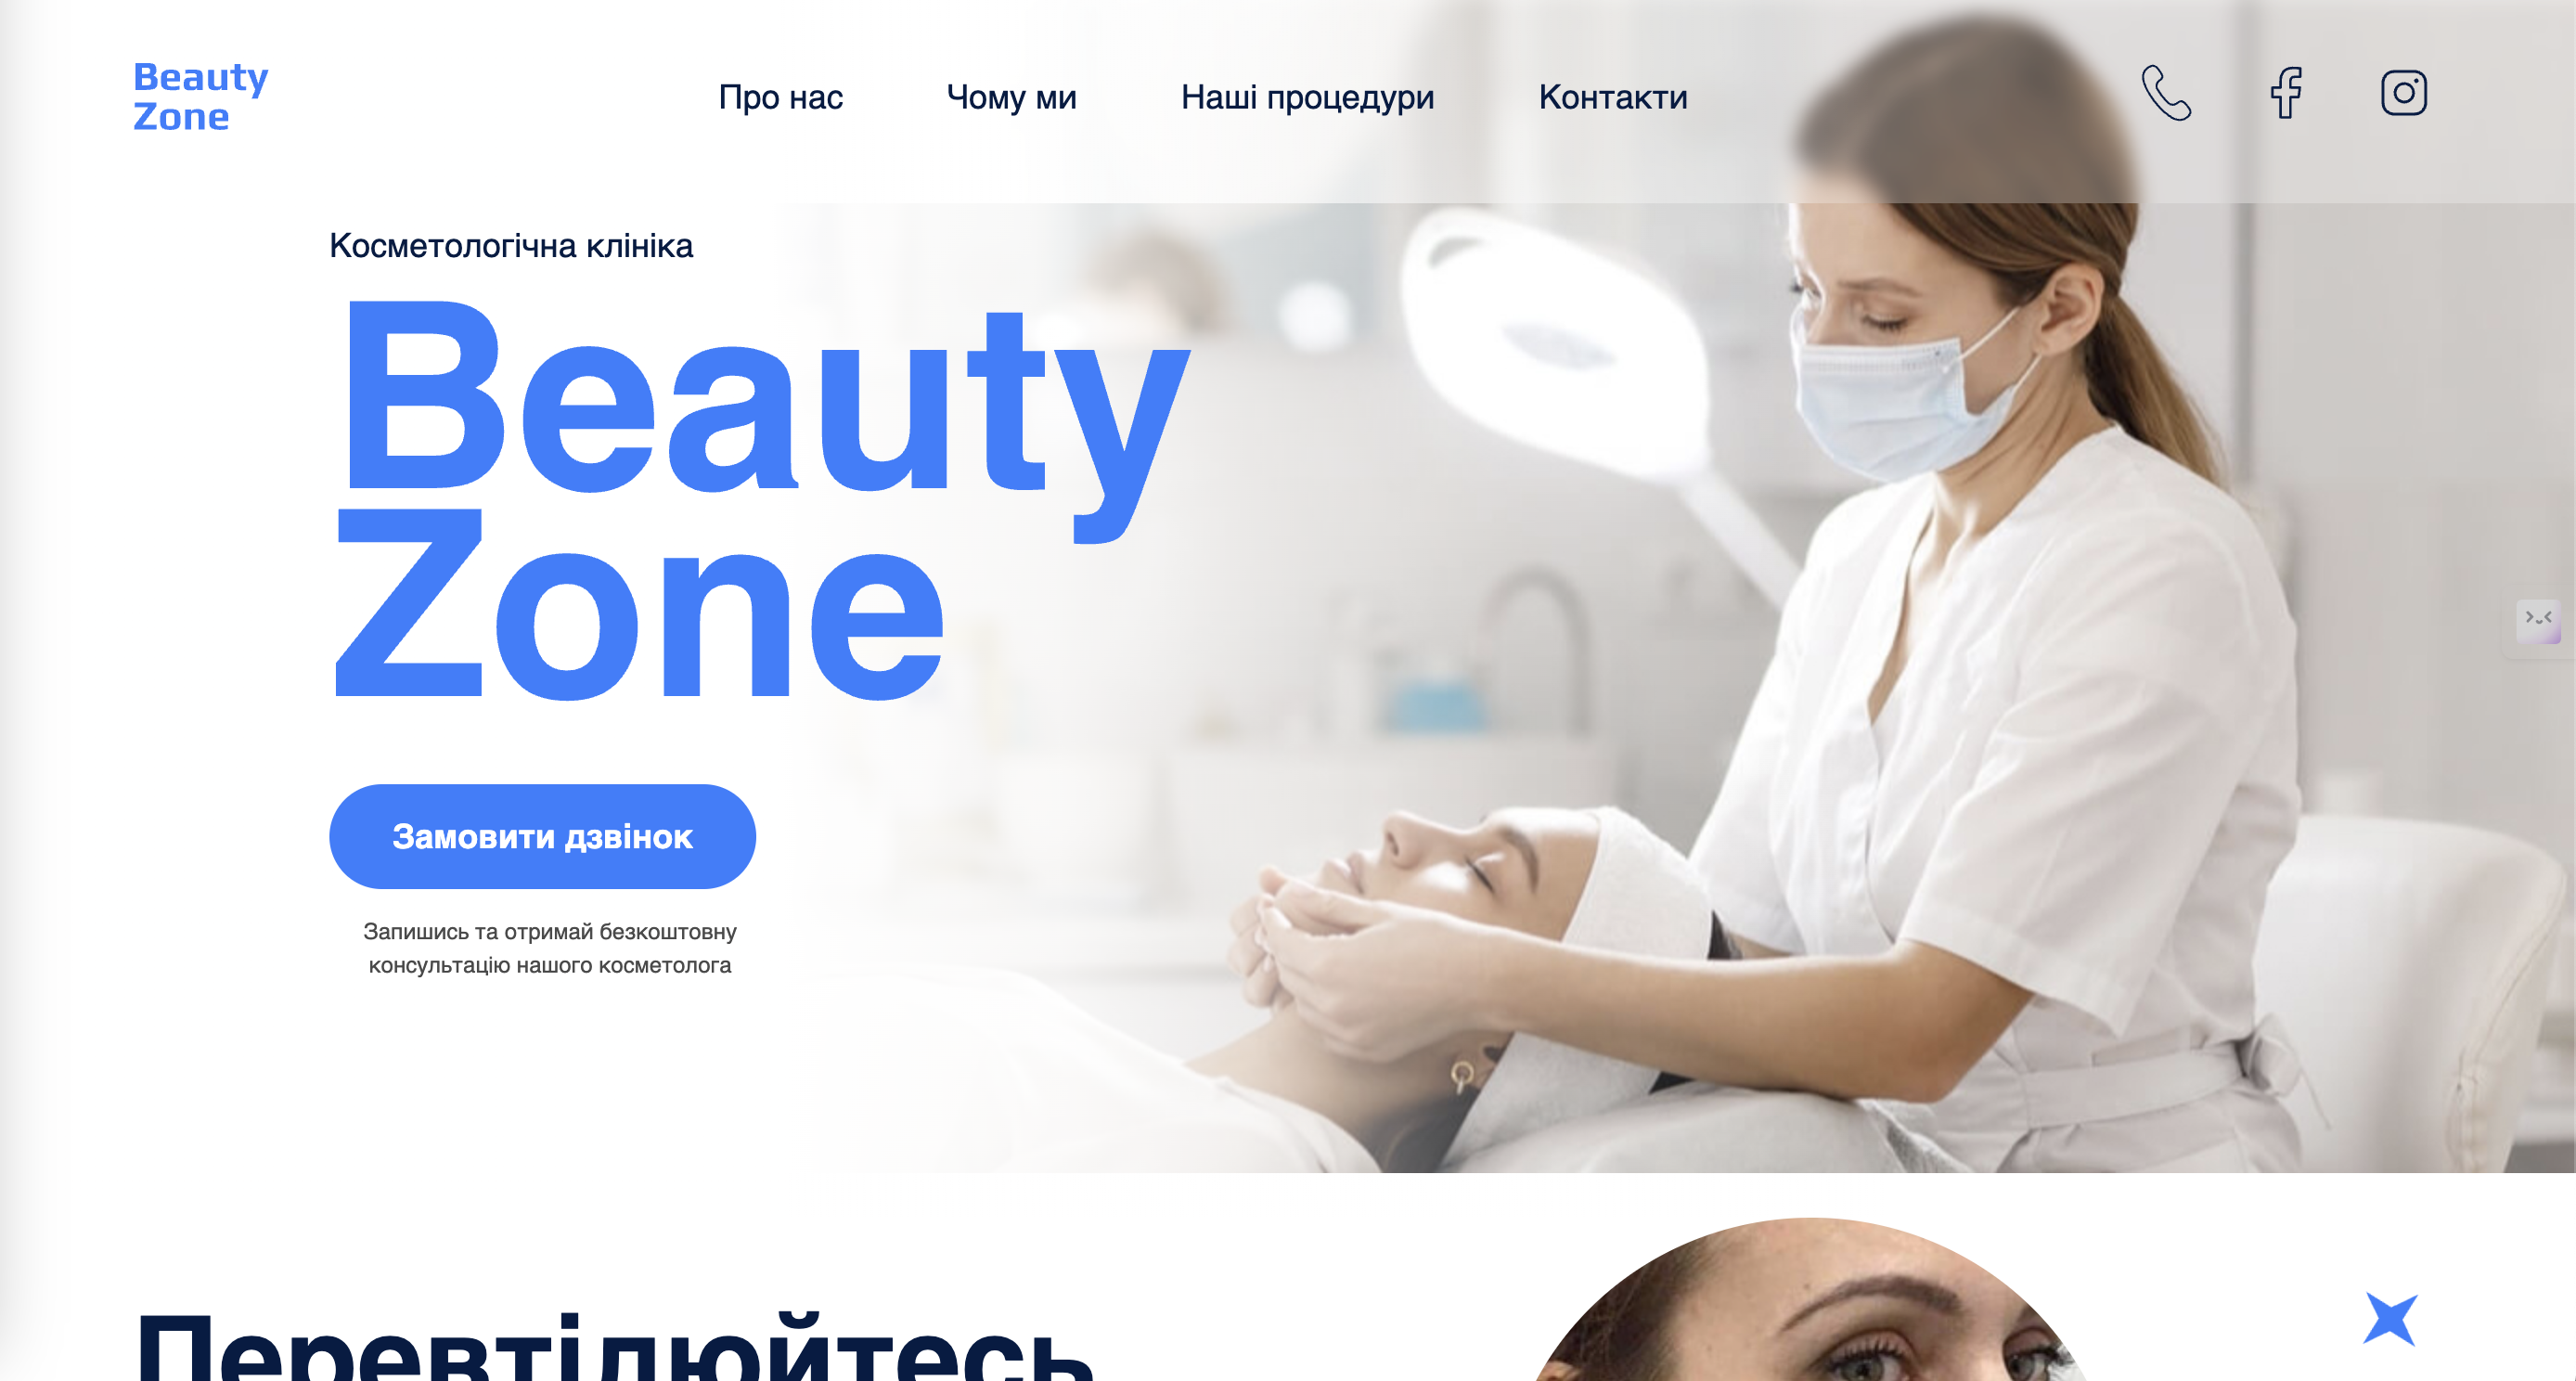 Beauty
Zone
Про нас
Чому ми
Наші процедури
Контакти
Косметологічна клініка
Beauty
Zone
Замовити дзвінок
Запишись та отримай безкоштовну
консультацію нашого косметолога
Перевтілюйтесь